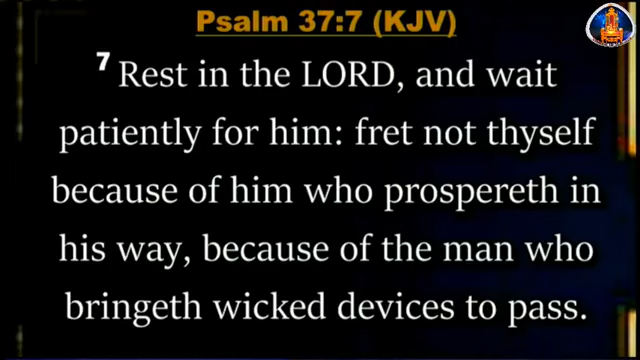 Psalm 37:7 (KJV)
7 Rest in the LORD, and wait
patiently for him: fret not thyself
because of him who prospereth in
his way, because of the man who
bringeth wicked devices to pass.